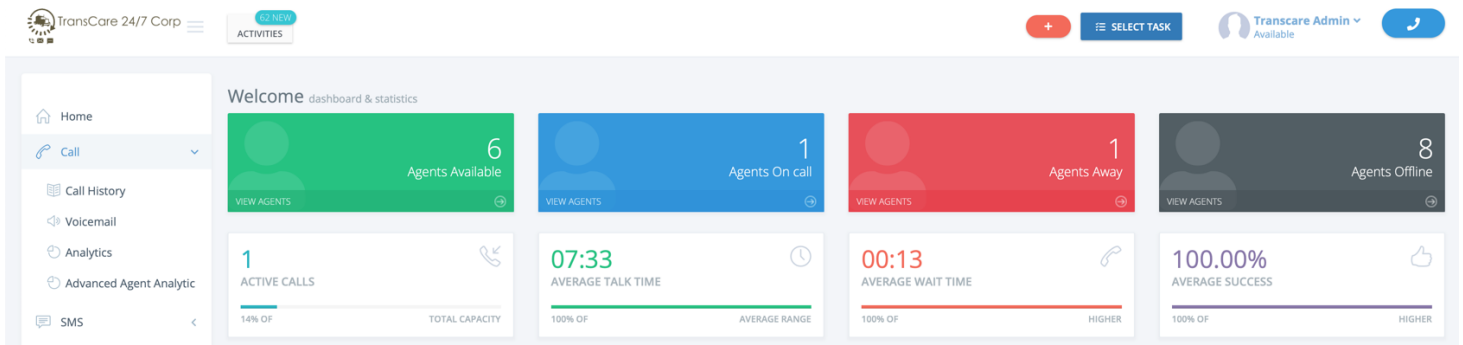 TransCare 24/7 Corp
62 NEW
ACTIVITIES
+
SELECT TASK
Transcare Admin
Available
Home
Call
Call History
Voicemail
Analytics
Advanced Agent Analytic
SMS
Welcome dashboard & statistics
6
Agents Available
VIEW AGENTS
1
Agents On call
VIEW AGENTS
1
Agents Away
VIEW AGENTS
8
Agents Offline
VIEW AGENTS
1
ACTIVE CALLS
14% OF TOTAL CAPACITY
07:33
AVERAGE TALK TIME
100% OF AVERAGE RANGE
00:13
AVERAGE WAIT TIME
100% OF HIGHER
100.00%
AVERAGE SUCCESS
100% OF HIGHER